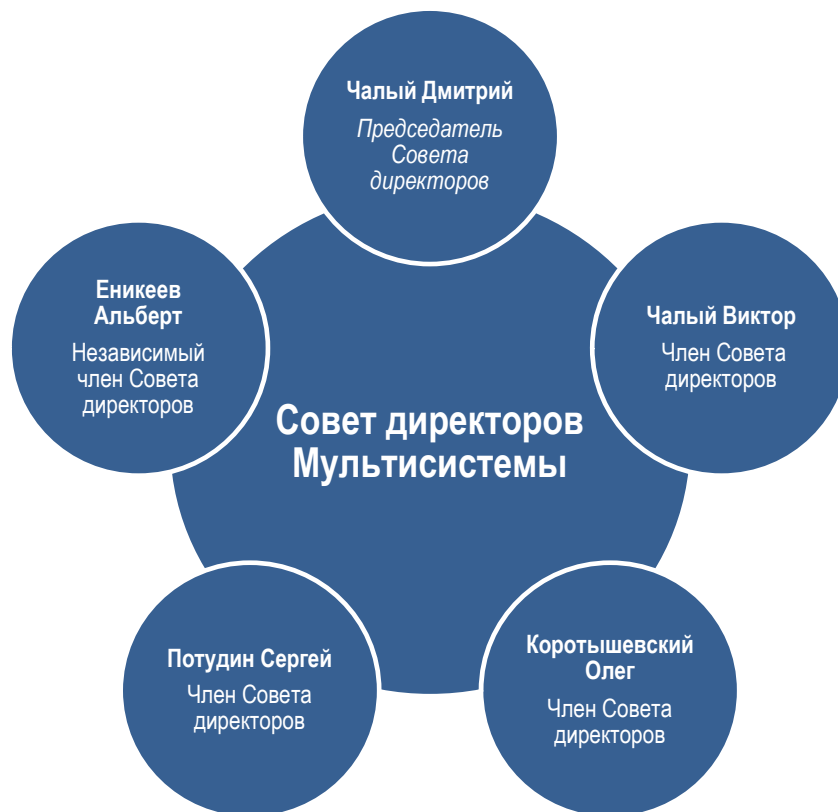 Чалый Дмитрий
Председатель
Совета
директоров
Еникеев
Альберт
Независимый
член Совета
директоров
Чалый Виктор
Член Совета
директоров
Совет директоров
Мультисистемы
Потудин Сергей
Член Совета
директоров
Коротышевский
Олег
Член Совета
директоров